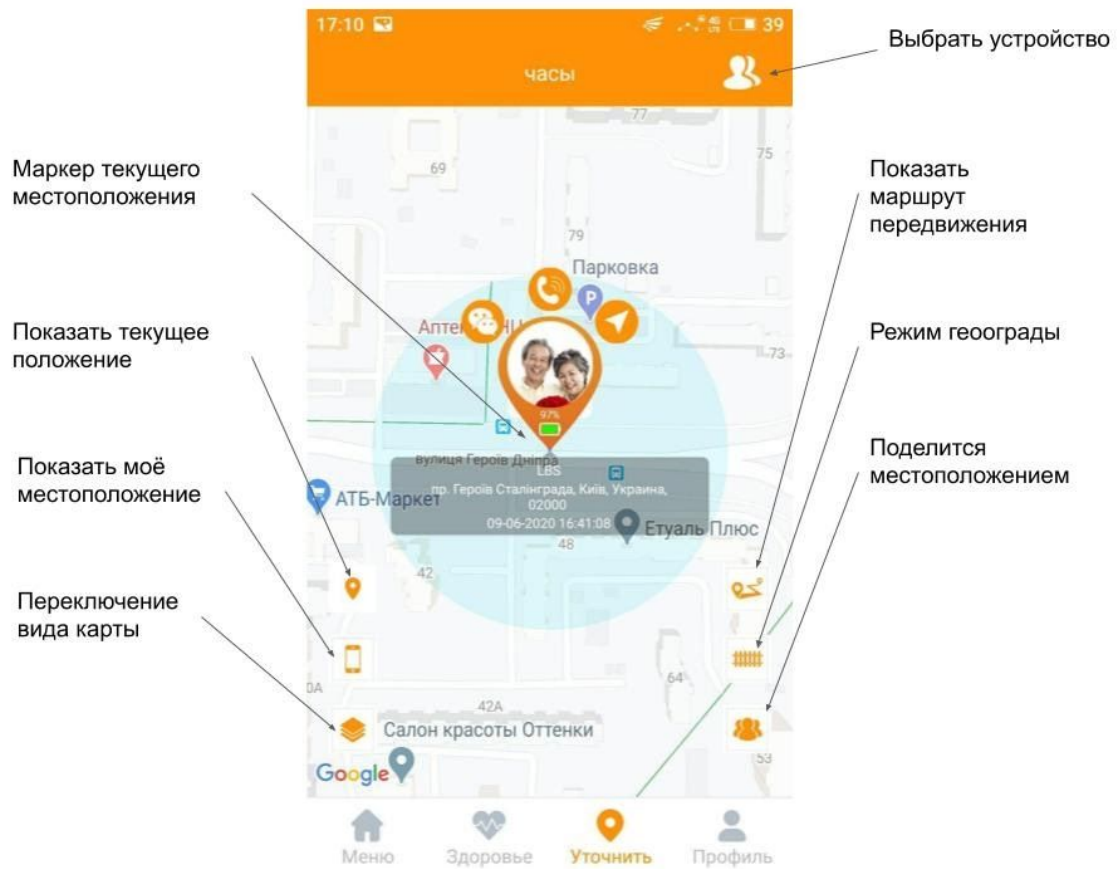 17:10
4G
LTE
39
Выбрать устройство
часы
77
75
Маркер текущего
местоположения
69
Показать
маршрут
передвижения
79
Парковка
P
Показать текущее
положение
Режим геоограды
73
97%
Поделится
местоположением
вулиця Героїв Дніпра
LBS
пр. Героїв Сталінграда, Київ, Украина,
02000
09-06-2020 16:41:08
Показать моё
местоположение
АТБ-Маркет
Етуаль Плюс
48
42
Переключение
вида карты
64
42A
Салон красоты Оттенки
53
Google
Меню
Здоровье
Уточнить
Профиль